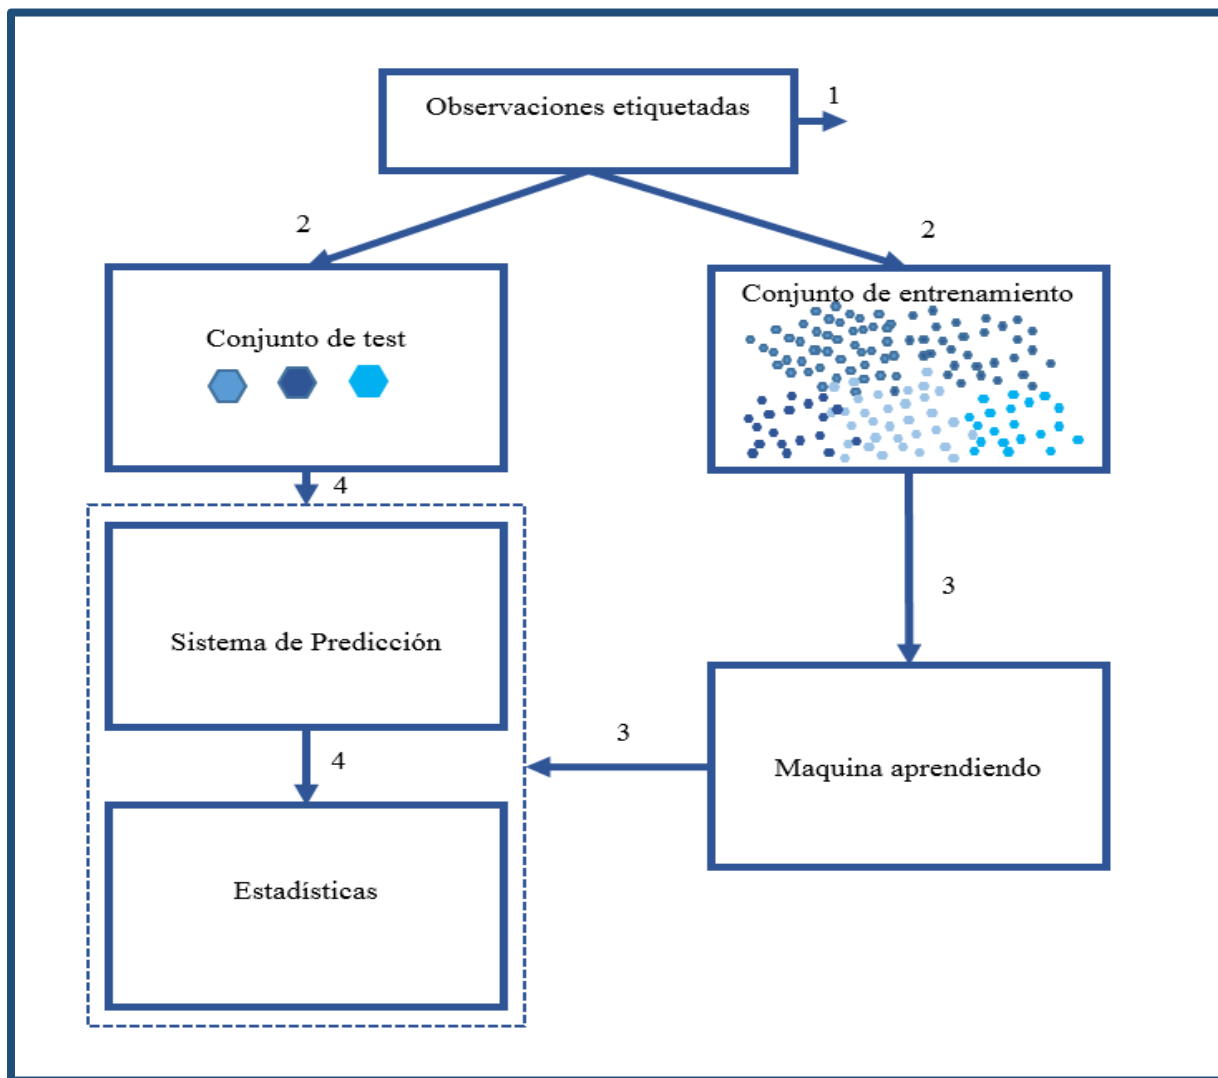 Observaciones etiquetadas
1
2
2
Conjunto de test
Conjunto de entrenamiento
4
3
Sistema de Predicción
3
4
Maquina aprendiendo
Estadísticas